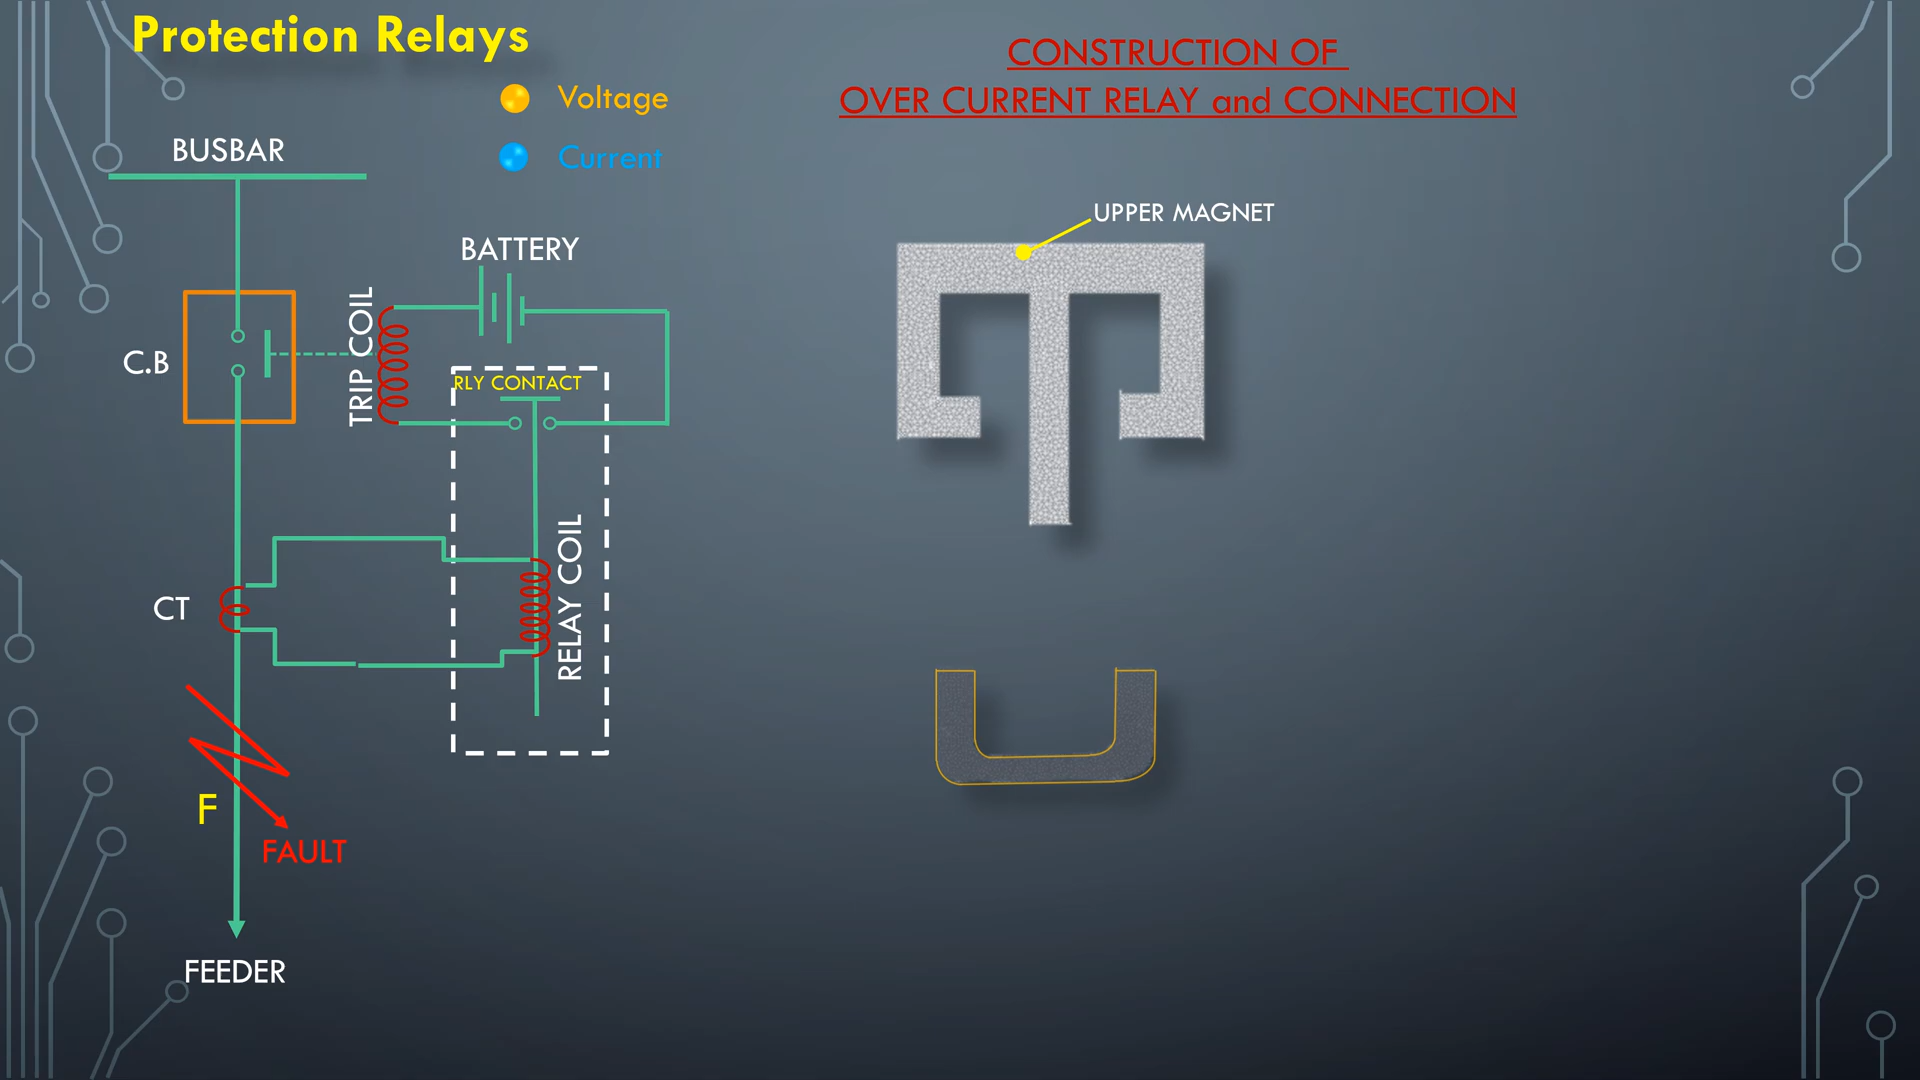 Protection Relays
Voltage
Current
CONSTRUCTION OF
OVER CURRENT RELAY and CONNECTION
BUSBAR
UPPER MAGNET
BATTERY
C.B
TRIP COIL
RLY CONTACT
CT
RELAY COIL
F
FAULT
FEEDER